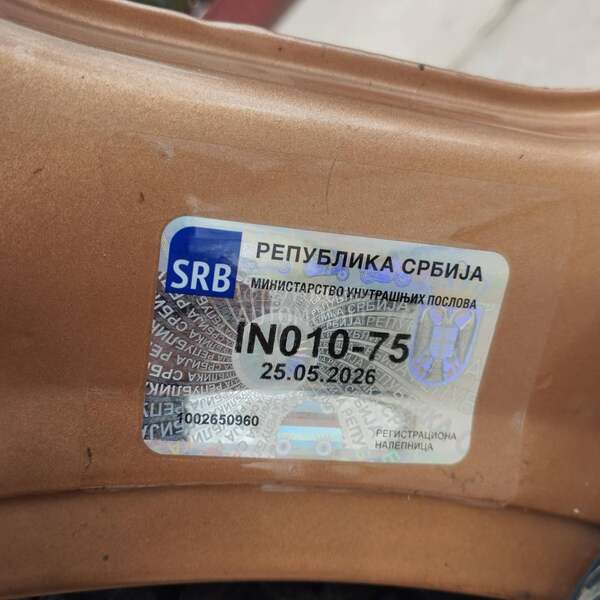 SRB
РЕПУБЛИКА СРБИЈА
МИНИСТАРСТВО УНУТРАШЊИХ ПОСЛОВА
IN010-75
25.05.2026
1002650960
РЕГИСТРАЦИОНА
НАЛЕПНИЦА